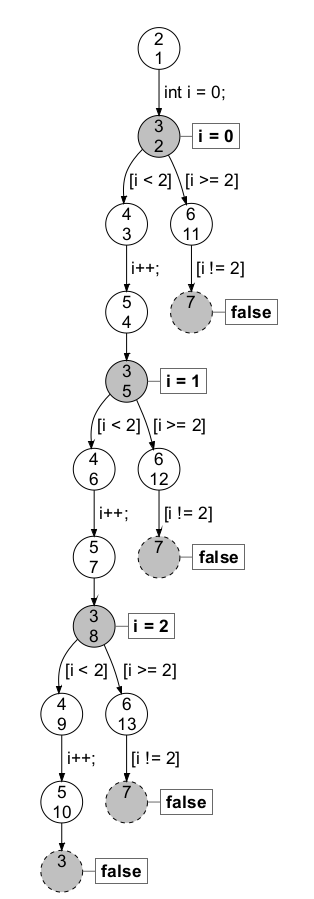 2
1
int i = 0;
3
2
i = 0
[i < 2]
[i >= 2]
4
3
6
11
i++;
[i != 2]
5
4
7
false
3
5
i = 1
[i < 2]
[i >= 2]
4
6
6
12
i++;
[i != 2]
5
7
7
false
3
8
i = 2
[i < 2]
[i >= 2]
4
9
6
13
i++;
[i != 2]
5
10
7
false
3
false